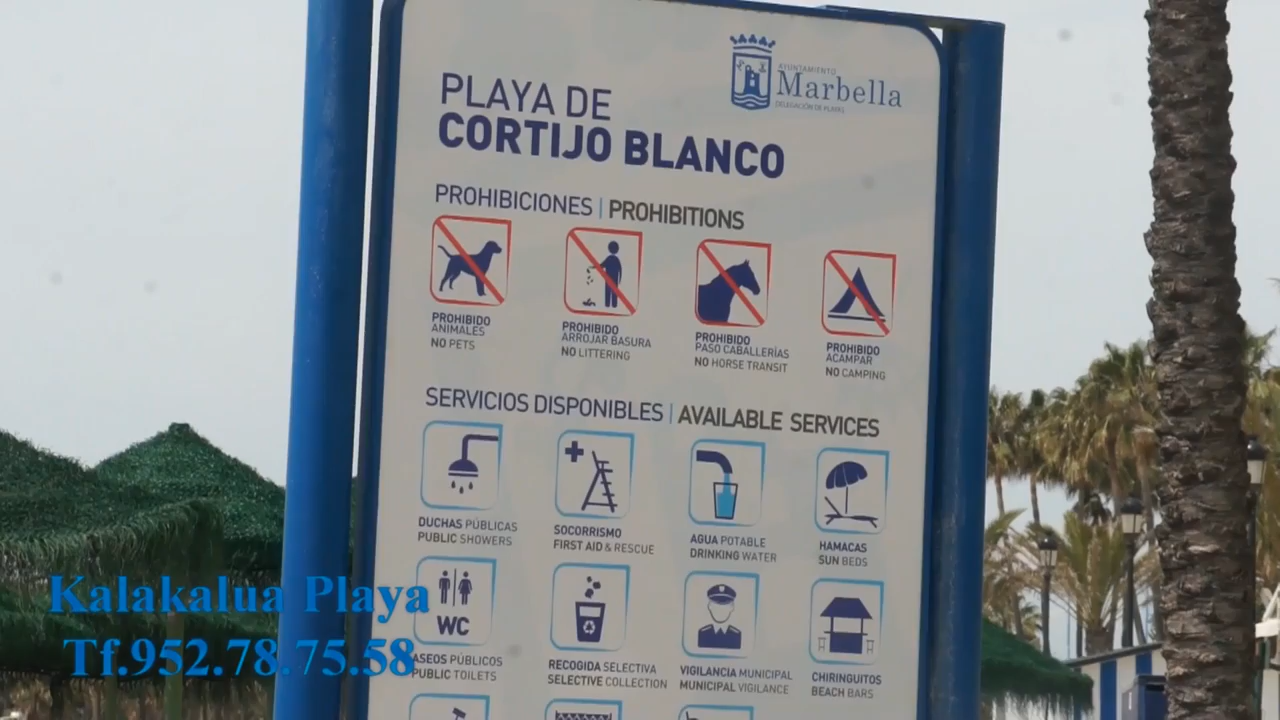 AYUNTAMIENTO
Marbella
DELEGACIÓN DE PLAYAS
PLAYA DE
CORTIJO BLANCO
PROHIBICIONES | PROHIBITIONS
PROHIBIDO
ANIMALES
NO PETS
PROHIBIDO
ARROJAR BASURA
NO LITTERING
PROHIBIDO
PASO CABALLERÍAS
NO HORSE TRANSIT
PROHIBIDO
ACAMPAR
NO CAMPING
SERVICIOS DISPONIBLES | AVAILABLE SERVICES
DUCHAS PÚBLICAS
PUBLIC SHOWERS
SOCORRISMO
FIRST AID & RESCUE
AGUA POTABLE
DRINKING WATER
HAMACAS
SUN BEDS
WC
ASEOS PÚBLICOS
PUBLIC TOILETS
RECOGIDA SELECTIVA
SELECTIVE COLLECTION
VIGILANCIA MUNICIPAL
MUNICIPAL VIGILANCE
CHIRINGUITOS
BEACH BARS
Kalakalua Playa
Tf.952.78.75.58